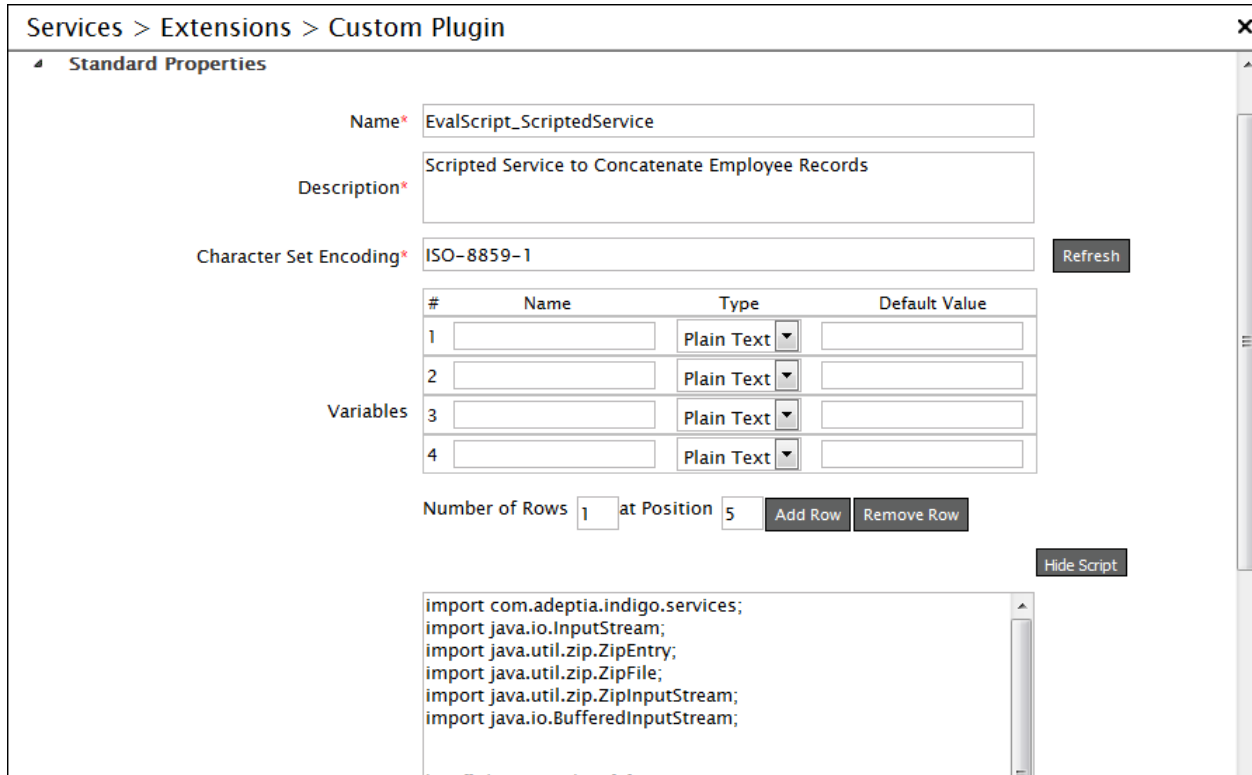 Services > Extensions > Custom Plugin
Standard Properties
Name* EvalScript_ScriptedService
Description* Scripted Service to Concatenate Employee Records
Character Set Encoding* ISO-8859-1 Refresh
# Name Type Default Value
1 Plain Text
2 Plain Text
Variables 3 Plain Text
4 Plain Text
Number of Rows 1 at Position 5 Add Row Remove Row
Hide Script
import com.adeptia.indigo.services;
import java.io.InputStream;
import java.util.zip.ZipEntry;
import java.util.zip.ZipFile;
import java.util.zip.ZipInputStream;
import java.io.BufferedInputStream;